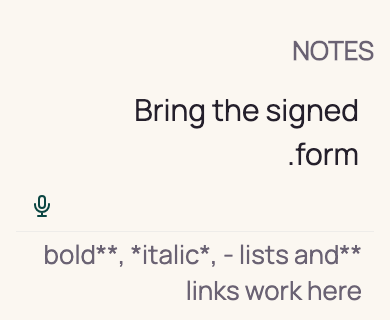 NOTES
Bring the signed
.form
bold**, *italic*, - lists and**
links work here